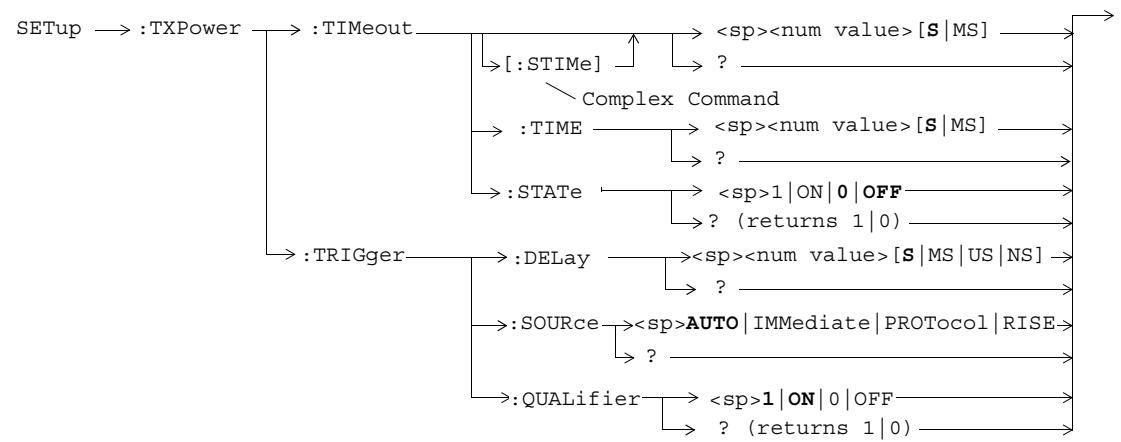 SETup :TXPower :TIMeout <sp><num value>[S|MS]
[:STIMe] ?
Complex Command
:TIME <sp><num value>[S|MS]
?
:STATe <sp>1|ON|0|OFF
? (returns 1|0)
:TRIGger :DELay <sp><num value>[S|MS|US|NS]
?
:SOURce <sp>AUTO|IMMediate|PROTocol|RISE
?
:QUALifier <sp>1|ON|0|OFF
? (returns 1|0)